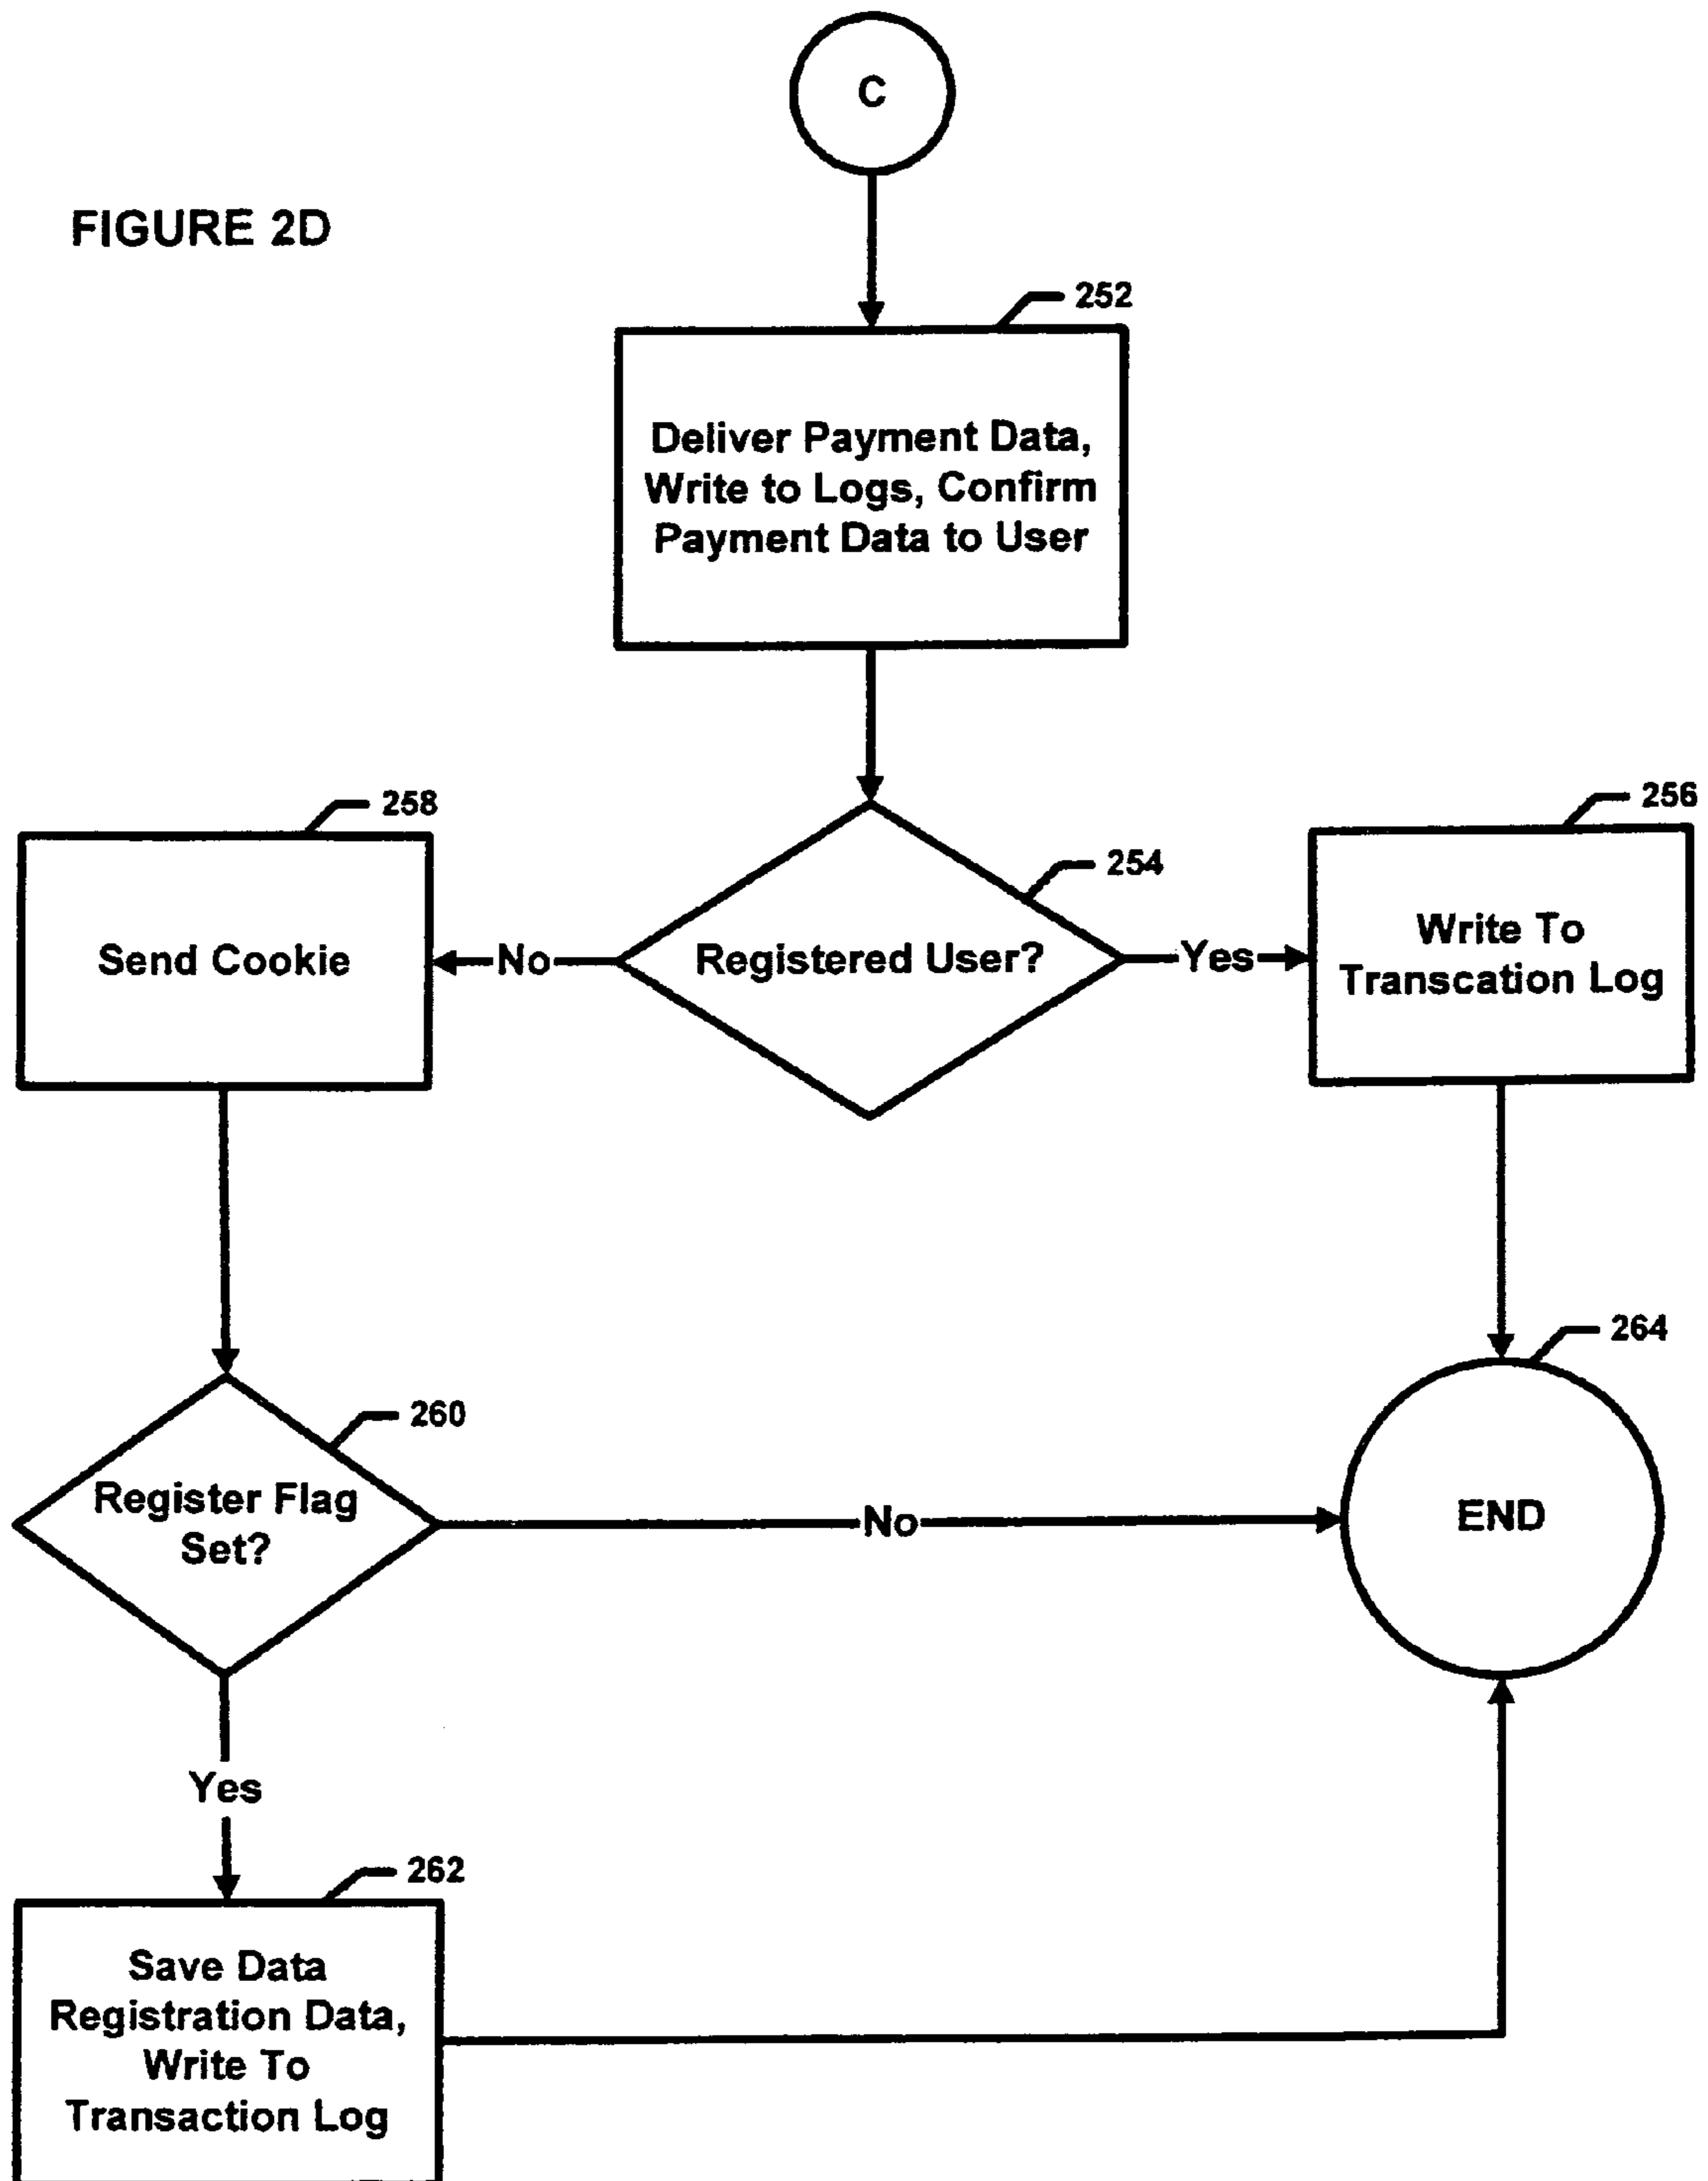 C
FIGURE 2D
252
Deliver Payment Data,
Write to Logs, Confirm
Payment Data to User
258
256
254
Send Cookie
No
Registered User?
Yes
Write To
Transcation Log
264
260
Register Flag
Set?
No
END
Yes
262
Save Data
Registration Data,
Write To
Transaction Log